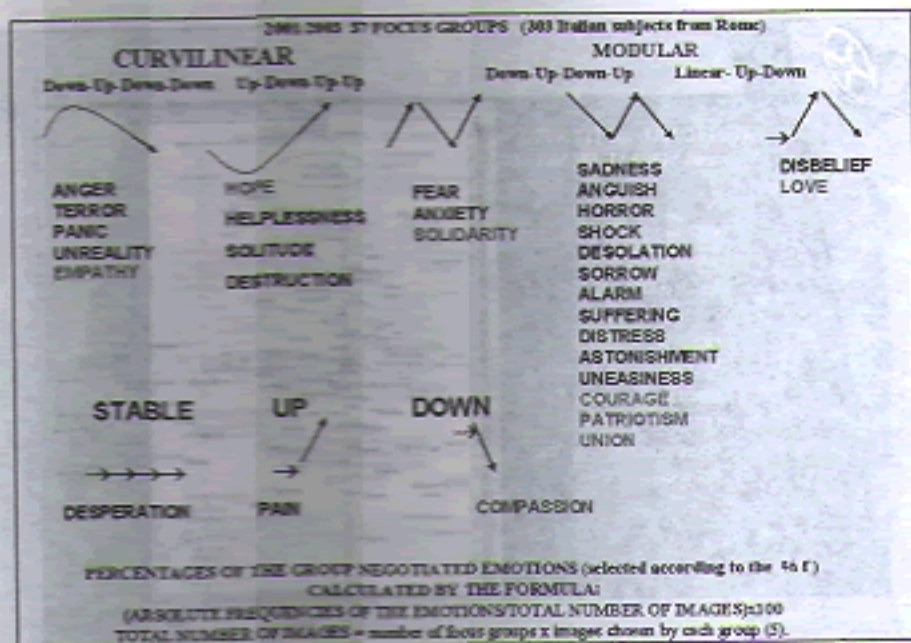 2001-2003 37 FOCUS GROUPS (303 Italian subjects from Rome)
CURVILINEAR
MODULAR
Down-Up-Down-Down Up-Down-Up-Up
Down-Up-Down-Up Linear-Up-Down
ANGER
TERROR
PANIC
UNREALITY
EMPATHY
HOPE
HELPLESSNESS
SOLITUDE
DESTRUCTION
FEAR
ANXIETY
SOLIDARITY
SADNESS
ANGUISH
HORROR
SHOCK
DESOLATION
SORROW
ALARM
SUFFERING
DISTRESS
ASTONISHMENT
UNEASINESS
COURAGE
PATRIOTISM
UNION
DISBELIEF
LOVE
STABLE
UP
DOWN
DESPERATION
PAIN
COMPASSION
PERCENTAGES OF THE GROUP NEGOTIATED EMOTIONS (selected according to the
CALCULATED BY THE FORMULA:
(ABSOLUTE FREQUENCIES OF THE EMOTIONS/TOTAL NUMBER OF IMAGES)x100
TOTAL NUMBER OF IMAGES = number of focus groups x images chosen by each group (5).